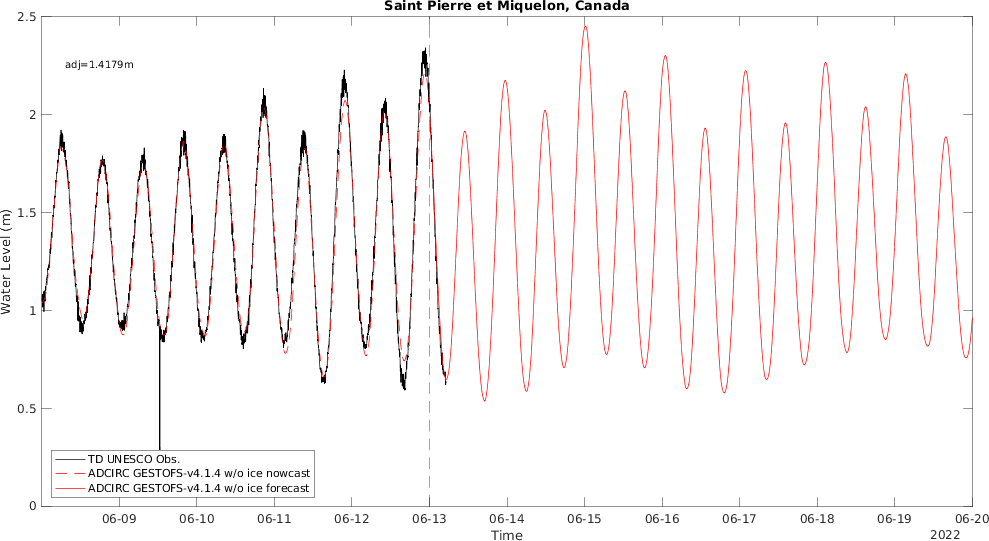 Saint Pierre et Miquelon, Canada
adj=1.4179m
Water Level (m)
2.5
2
1.5
1
0.5
0
TD UNESCO Obs.
ADCIRC GESTOFS-v4.1.4 w/o ice nowcast
ADCIRC GESTOFS-v4.1.4 w/o ice forecast
06-09 06-10 06-11 06-12 06-13 06-14 06-15 06-16 06-17 06-18 06-19 06-20
Time
2022